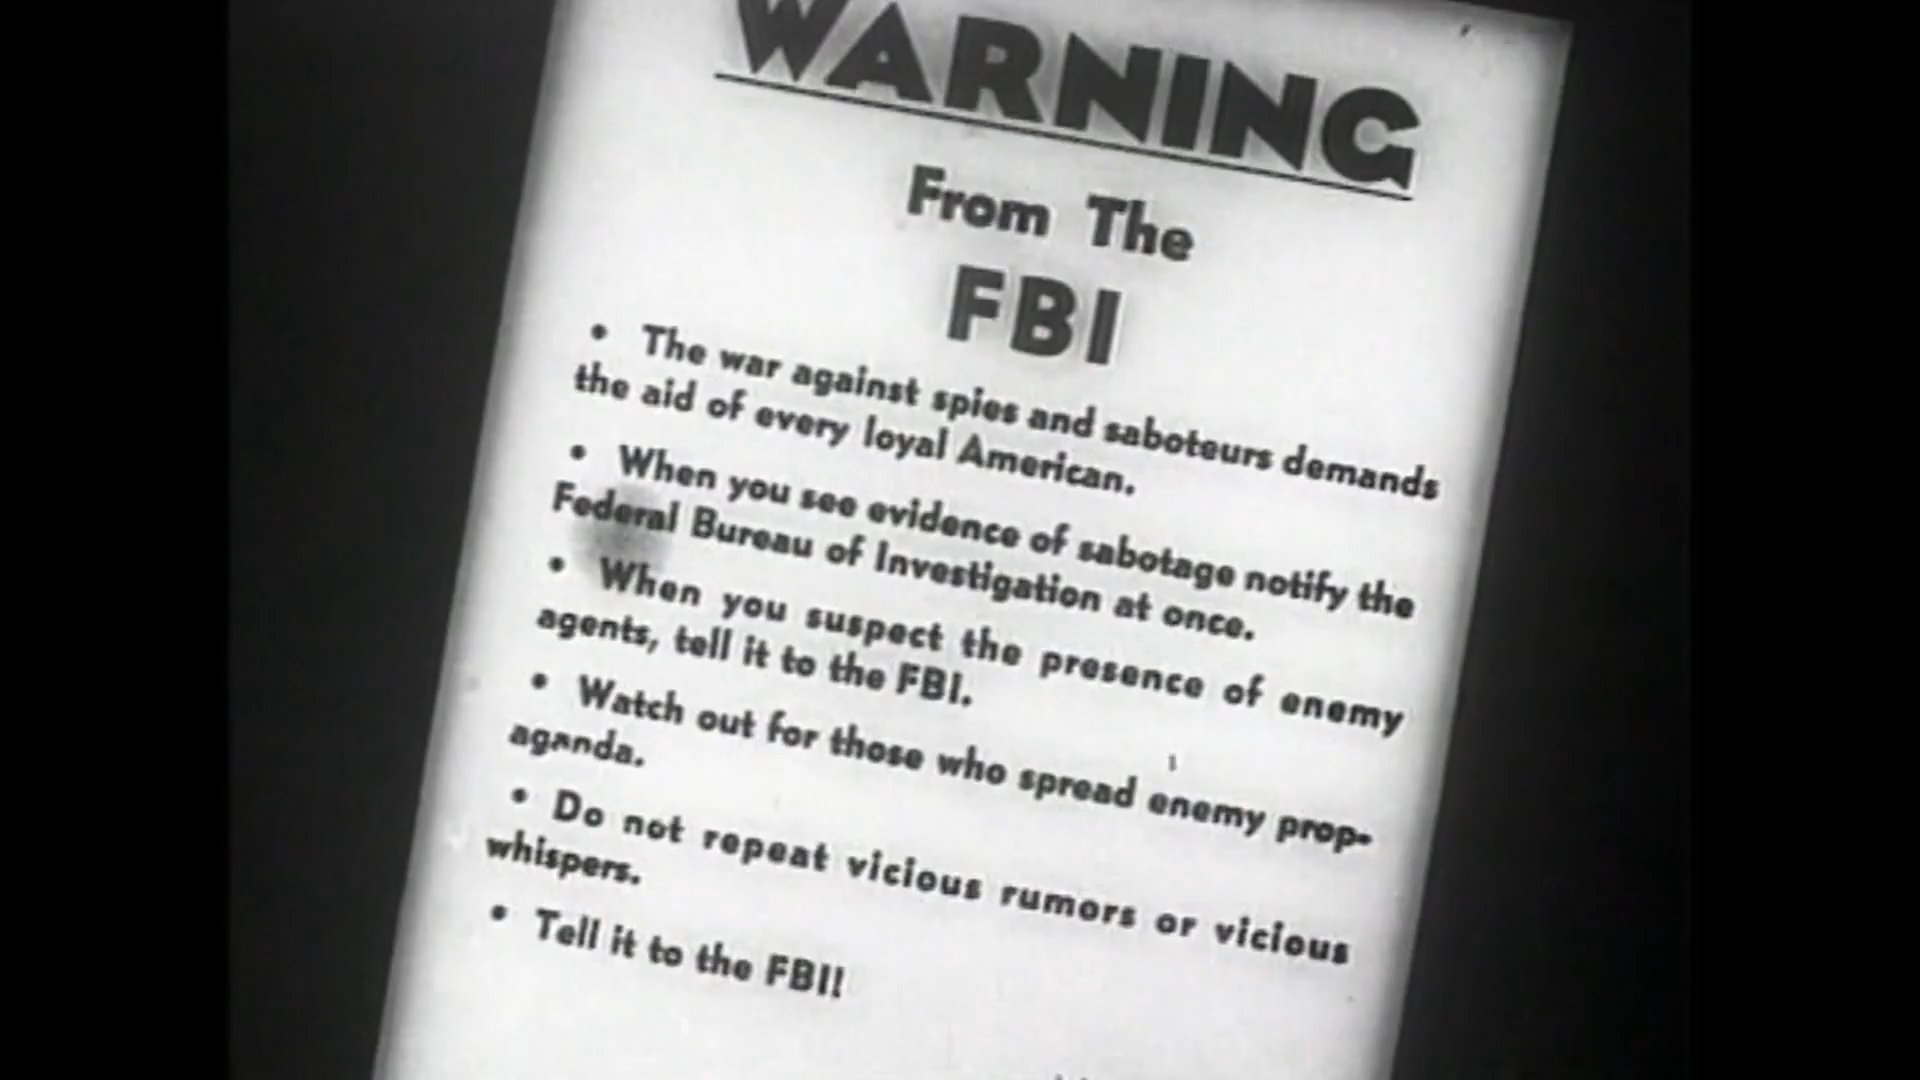 WARNING
From The
FBI
• The war against spies and saboteurs demands
the aid of every loyal American.
• When you see evidence of sabotage notify the
Federal Bureau of Investigation at once.
• When you suspect the presence of enemy
agents, tell it to the FBI.
• Watch out for those who spread enemy prop-
aganda.
• Do not repeat vicious rumors or vicious
whispers.
• Tell it to the FBI!